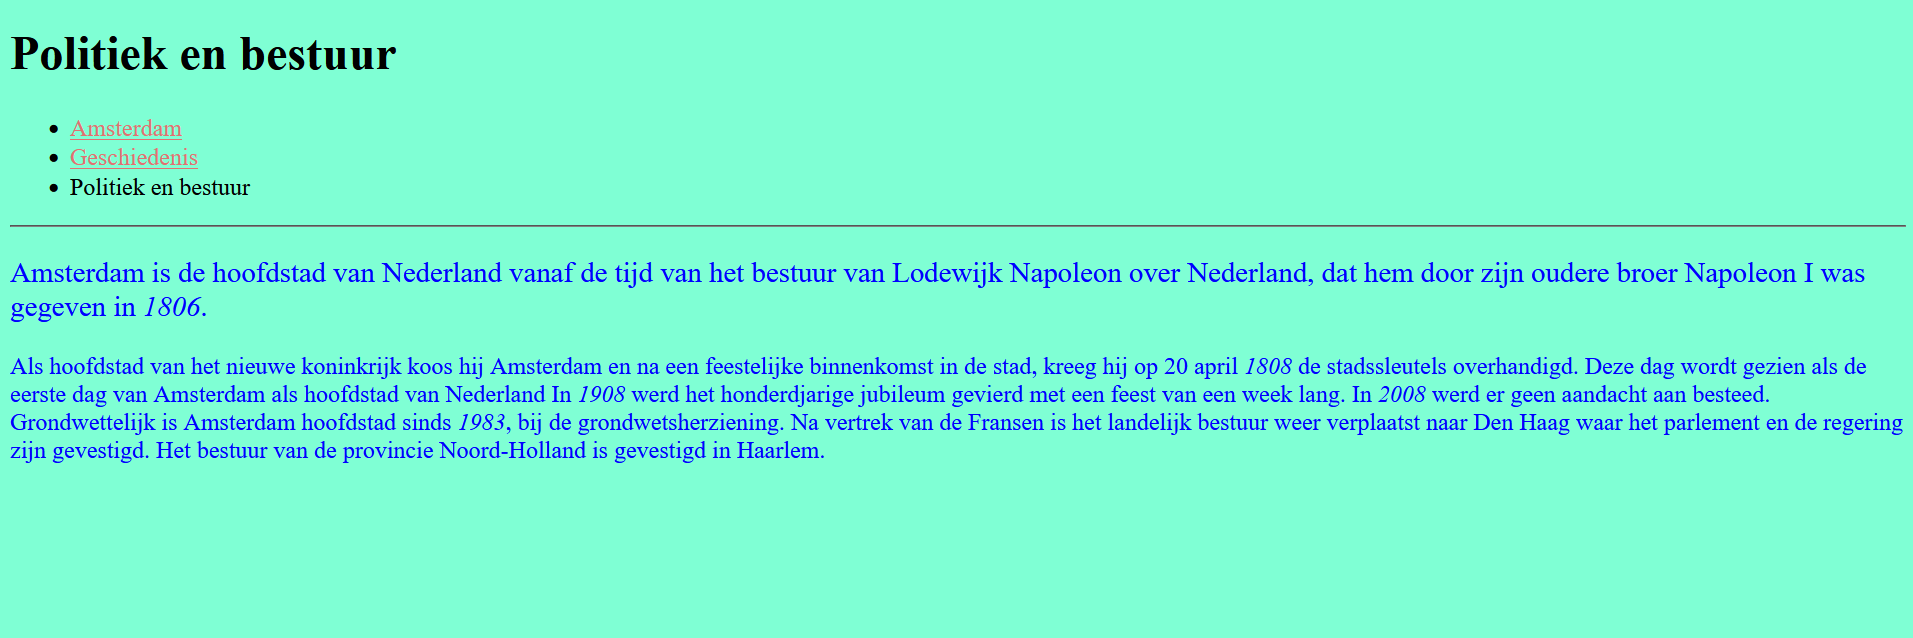 Politiek en bestuur
Amsterdam
Geschiedenis
Politiek en bestuur
Amsterdam is de hoofdstad van Nederland vanaf de tijd van het bestuur van Lodewijk Napoleon over Nederland, dat hem door zijn oudere broer Napoleon I was
gegeven in 1806.
Als hoofdstad van het nieuwe koninkrijk koos hij Amsterdam en na een feestelijke binnenkomst in de stad, kreeg hij op 20 april 1808 de stadssleutels overhandigd. Deze dag wordt gezien als de
eerste dag van Amsterdam als hoofdstad van Nederland In 1908 werd het honderdjarige jubileum gevierd met een feest van een week lang. In 2008 werd er geen aandacht aan besteed.
Grondwettelijk is Amsterdam hoofdstad sinds 1983, bij de grondwetsherziening. Na vertrek van de Fransen is het landelijk bestuur weer verplaatst naar Den Haag waar het parlement en de regering
zijn gevestigd. Het bestuur van de provincie Noord-Holland is gevestigd in Haarlem.